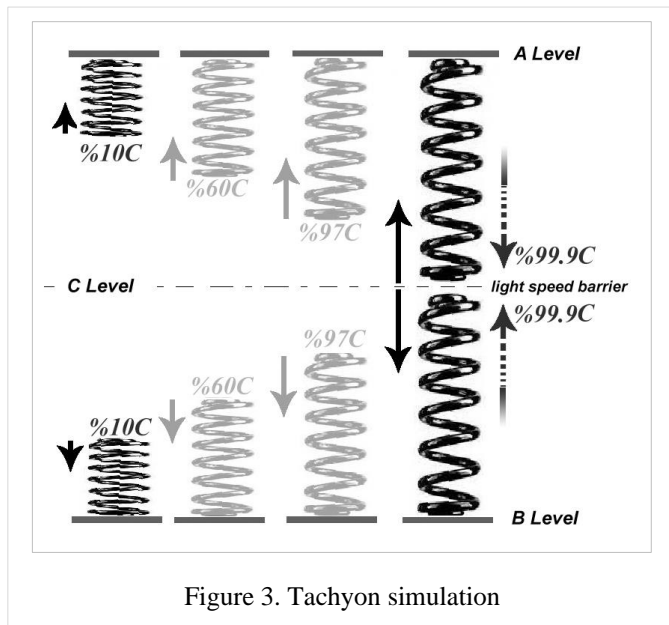 A Level
%10C
%60C
%97C
%99.9C
C Level
light speed barrier
%99.9C
%97C
%60C
%10C
B Level
Figure 3. Tachyon simulation